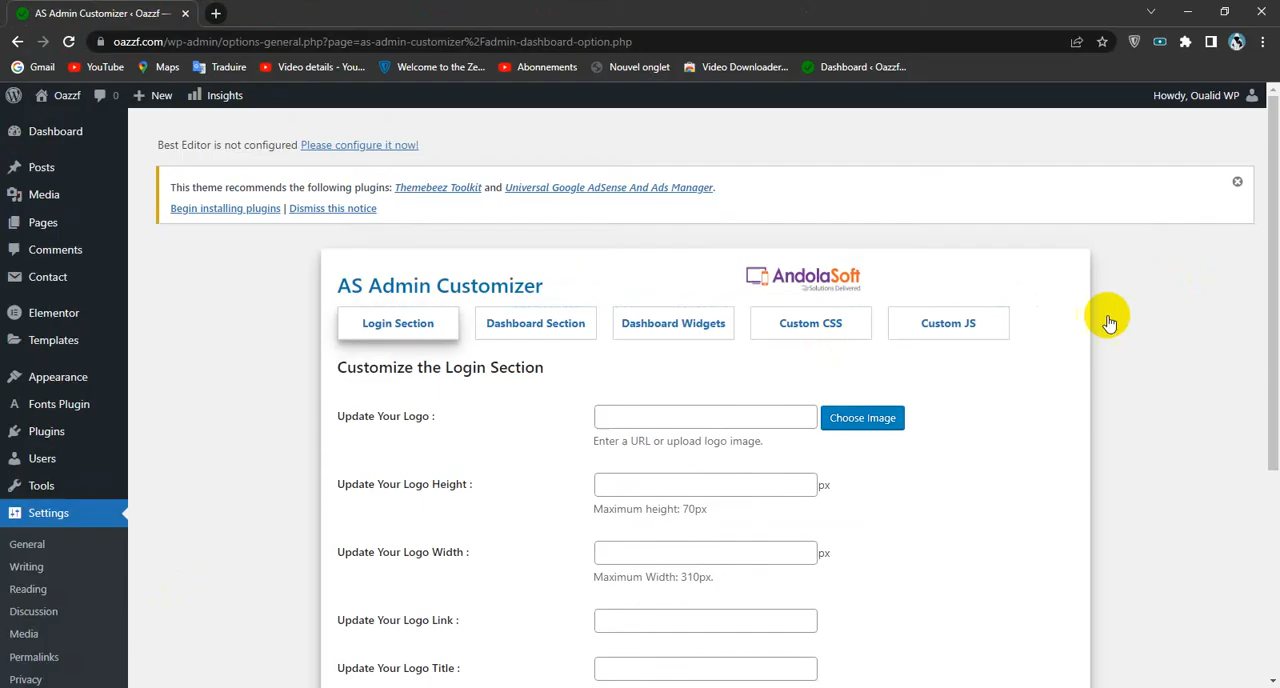 AS Admin Customizer ‹ Oazzf —
oazzf.com/wp-admin/options-general.php?page=as-admin-customizer%2Fadmin-dashboard-option.php
Gmail YouTube Maps Traduire Video details - You... Welcome to the Ze... Abonnements Nouvel onglet Video Downloader... Dashboard ‹ Oazzf...
Oazzf 0 New Insights Howdy, Oualid WP
Dashboard
Posts
Media
Pages
Comments
Contact
Elementor
Templates
Appearance
Fonts Plugin
Plugins
Users
Tools
Settings
General
Writing
Reading
Discussion
Media
Permalinks
Privacy
Best Editor is not configured Please configure it now!
This theme recommends the following plugins: Themebeez Toolkit and Universal Google AdSense And Ads Manager.
Begin installing plugins | Dismiss this notice
AS Admin Customizer
AndolaSoft
Solutions Delivered
Login Section Dashboard Section Dashboard Widgets Custom CSS Custom JS
Customize the Login Section
Update Your Logo : Choose Image
Enter a URL or upload logo image.
Update Your Logo Height : px
Maximum height: 70px
Update Your Logo Width : px
Maximum Width: 310px.
Update Your Logo Link :
Update Your Logo Title :